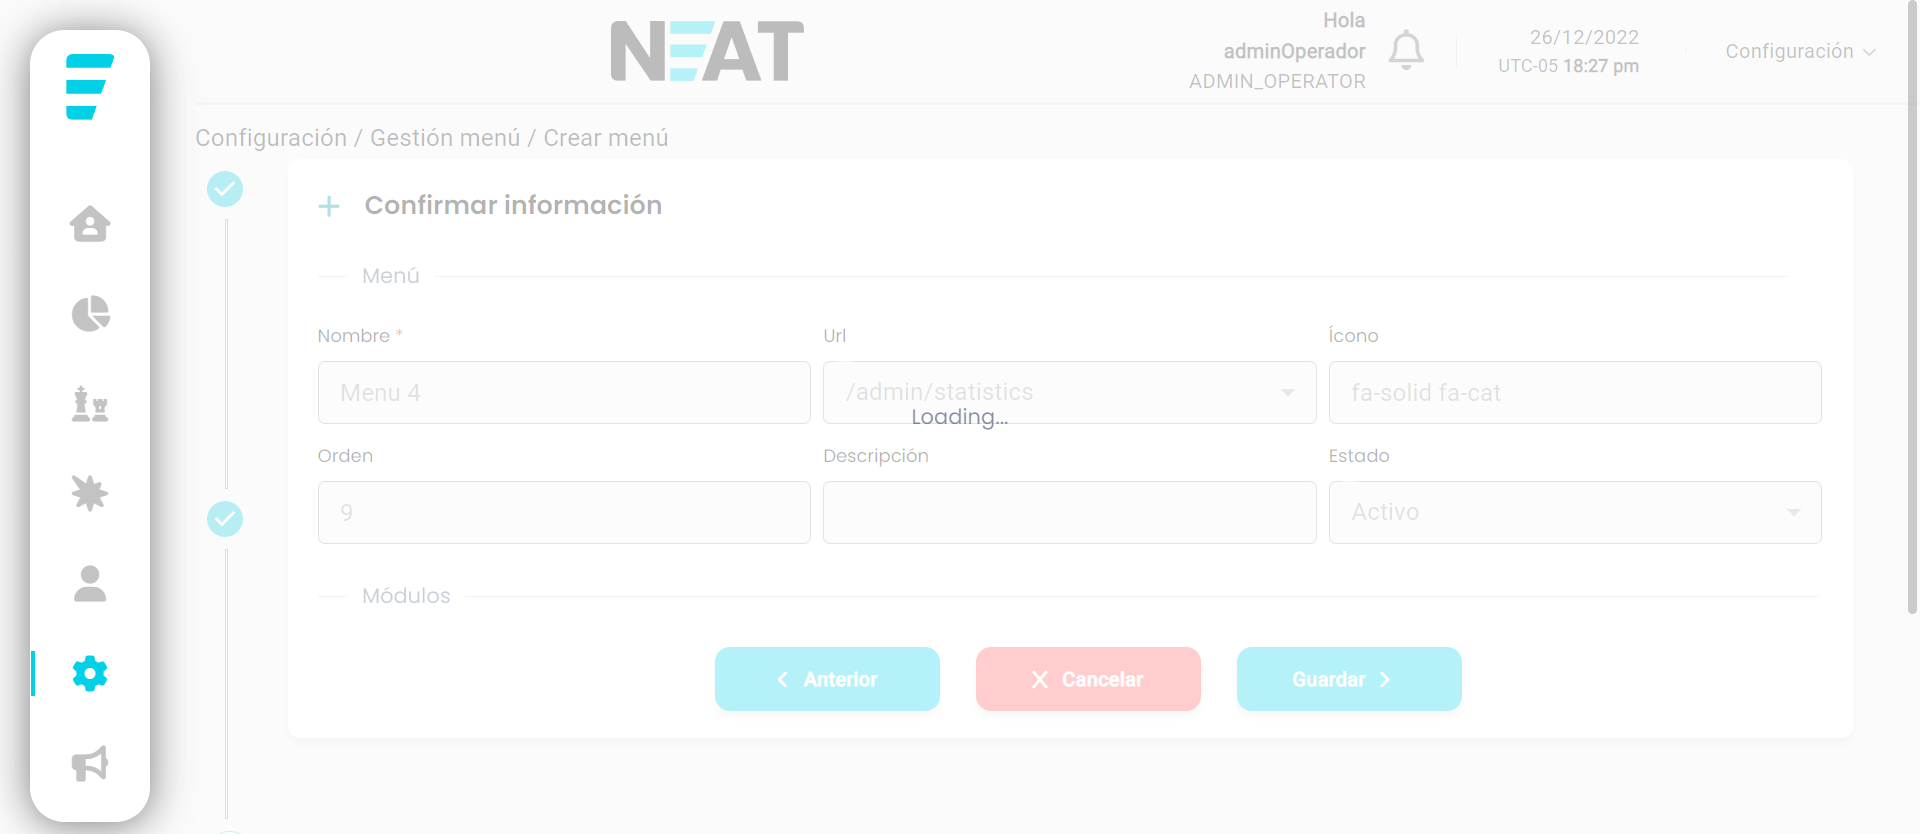 NEAT
Hola
adminOperador
ADMIN_OPERATOR
26/12/2022
UTC-05 18:27 pm
Configuración
Configuración / Gestión menú / Crear menú
Confirmar información
Menú
Nombre *
Url
Ícono
Menu 4
/admin/statistics
fa-solid fa-cat
Loading...
Orden
Descripción
Estado
9
Activo
Módulos
Anterior
Cancelar
Guardar